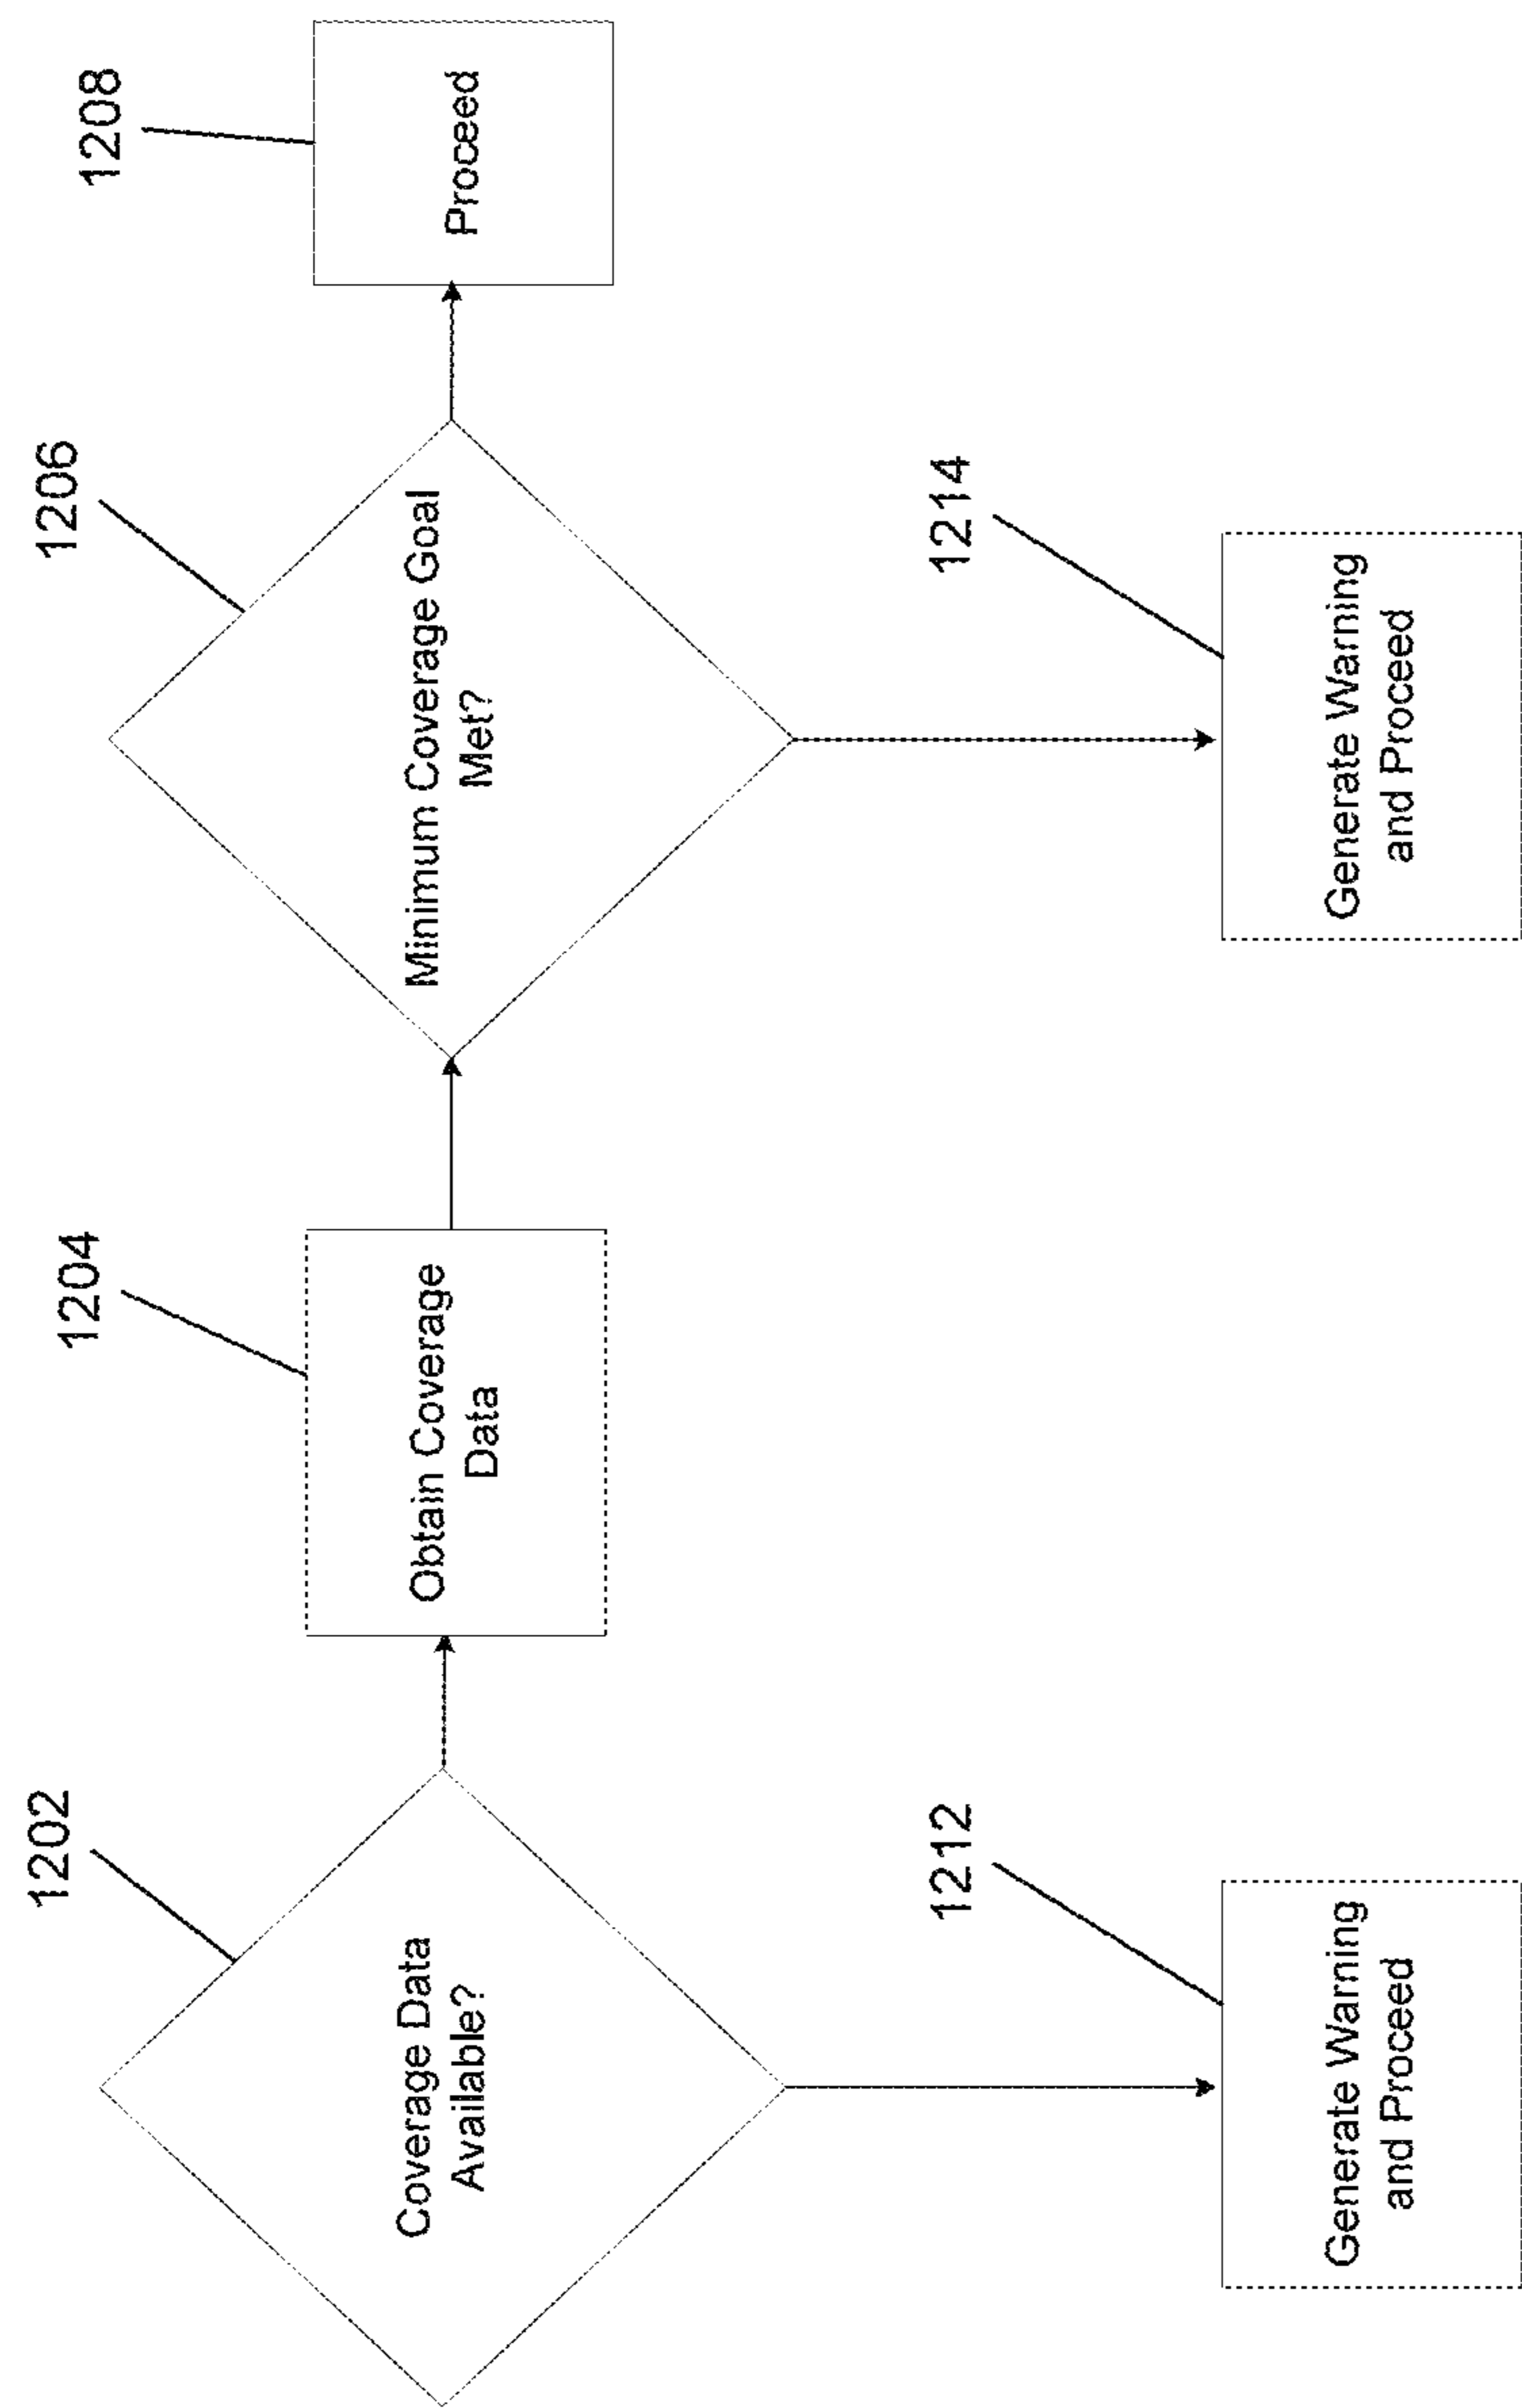 1202
Coverage Data
Available?
1204
Obtain Coverage
Data
1206
Minimum Coverage Goal
Met?
1208
Proceed
1212
Generate Warning
and Proceed
1214
Generate Warning
and Proceed